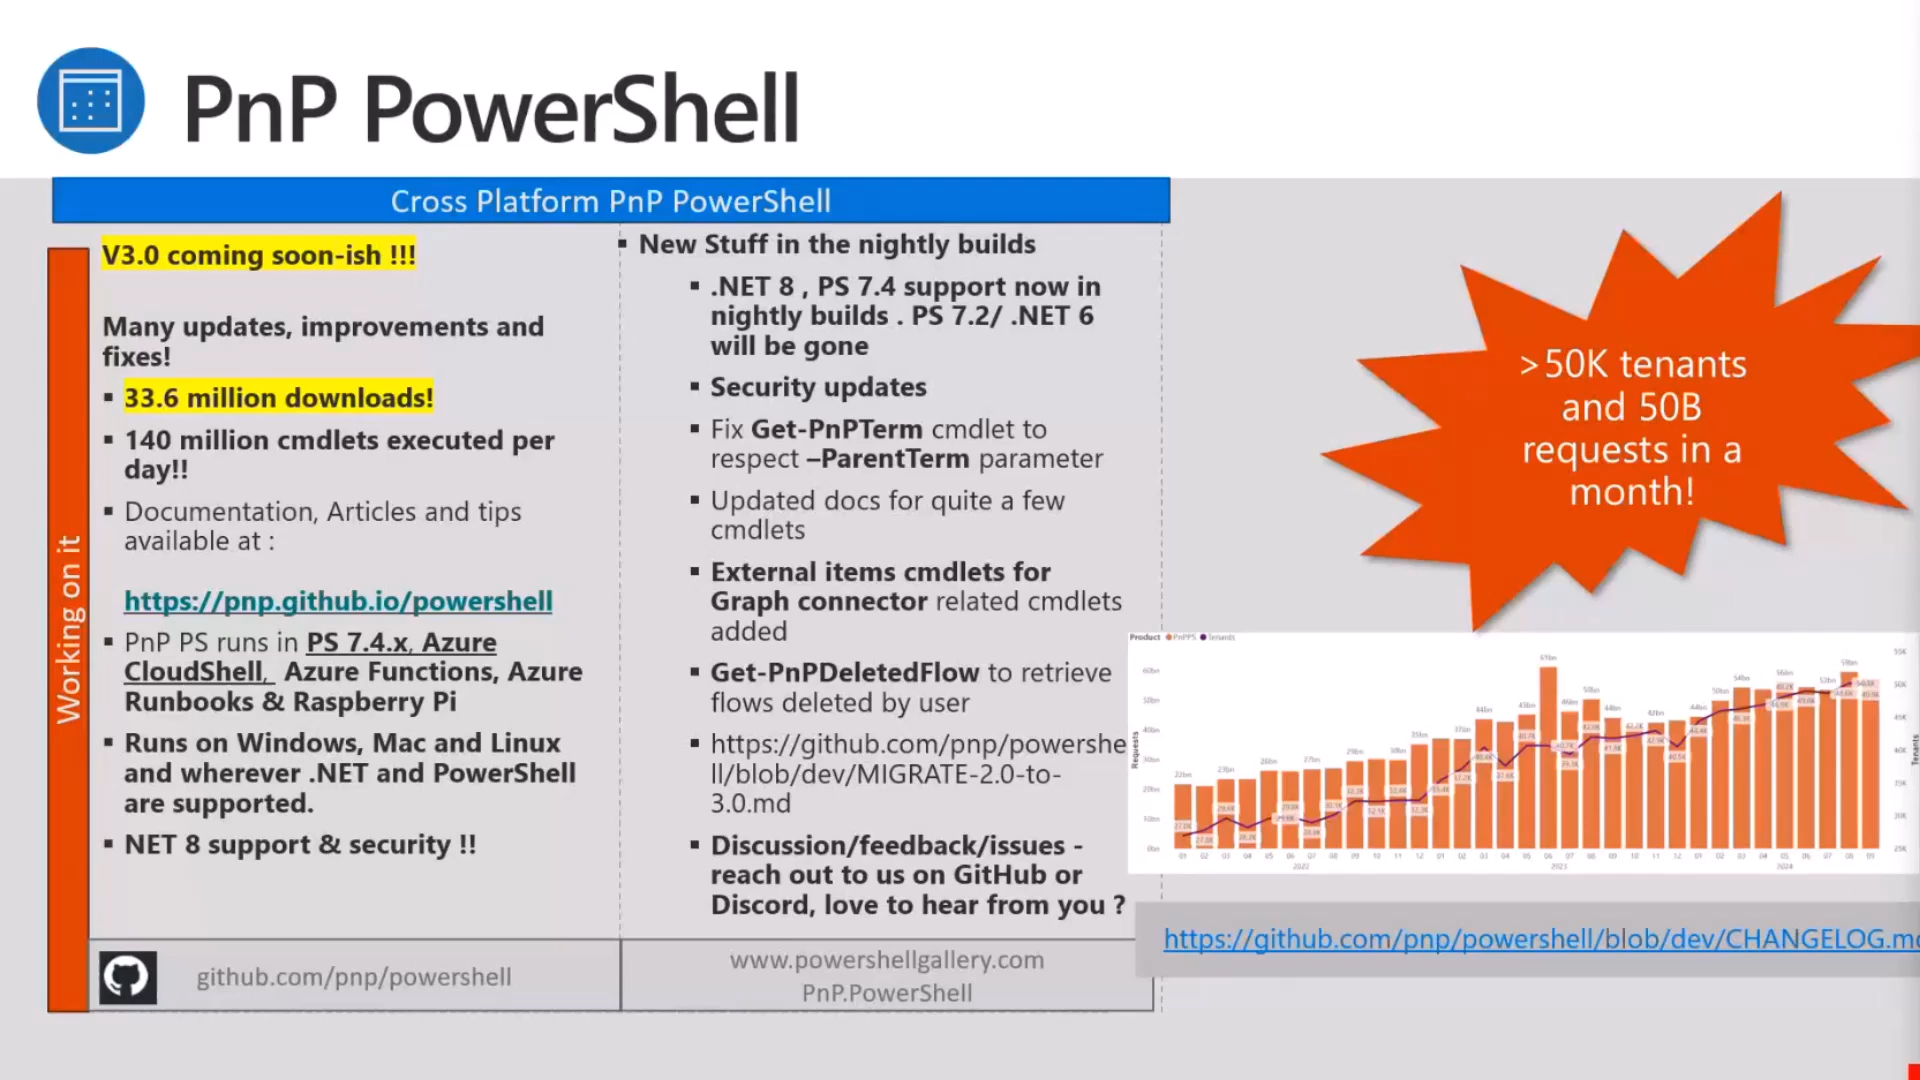 PnP PowerShell
Cross Platform PnP PowerShell
Working on it
V3.0 coming soon-ish !!!
Many updates, improvements and
fixes!
▪ 33.6 million downloads!
▪ 140 million cmdlets executed per
day!!
▪ Documentation, Articles and tips
available at :
https://pnp.github.io/powershell
▪ PnP PS runs in PS 7.4.x, Azure
CloudShell, Azure Functions, Azure
Runbooks & Raspberry Pi
▪ Runs on Windows, Mac and Linux
and wherever .NET and PowerShell
are supported.
▪ NET 8 support & security !!
▪ New Stuff in the nightly builds
▪ .NET 8 , PS 7.4 support now in
nightly builds . PS 7.2/ .NET 6
will be gone
▪ Security updates
▪ Fix Get-PnPTerm cmdlet to
respect –ParentTerm parameter
▪ Updated docs for quite a few
cmdlets
▪ External items cmdlets for
Graph connector related cmdlets
added
▪ Get-PnPDeletedFlow to retrieve
flows deleted by user
▪ https://github.com/pnp/powershe
ll/blob/dev/MIGRATE-2.0-to-
3.0.md
▪ Discussion/feedback/issues -
reach out to us on GitHub or
Discord, love to hear from you ?
github.com/pnp/powershell
www.powershellgallery.com
PnP.PowerShell
>50K tenants
and 50B
requests in a
month!
Product PnPPS Tenants
Requests
Tenants
2022 2023 2024
https://github.com/pnp/powershell/blob/dev/CHANGELOG.m